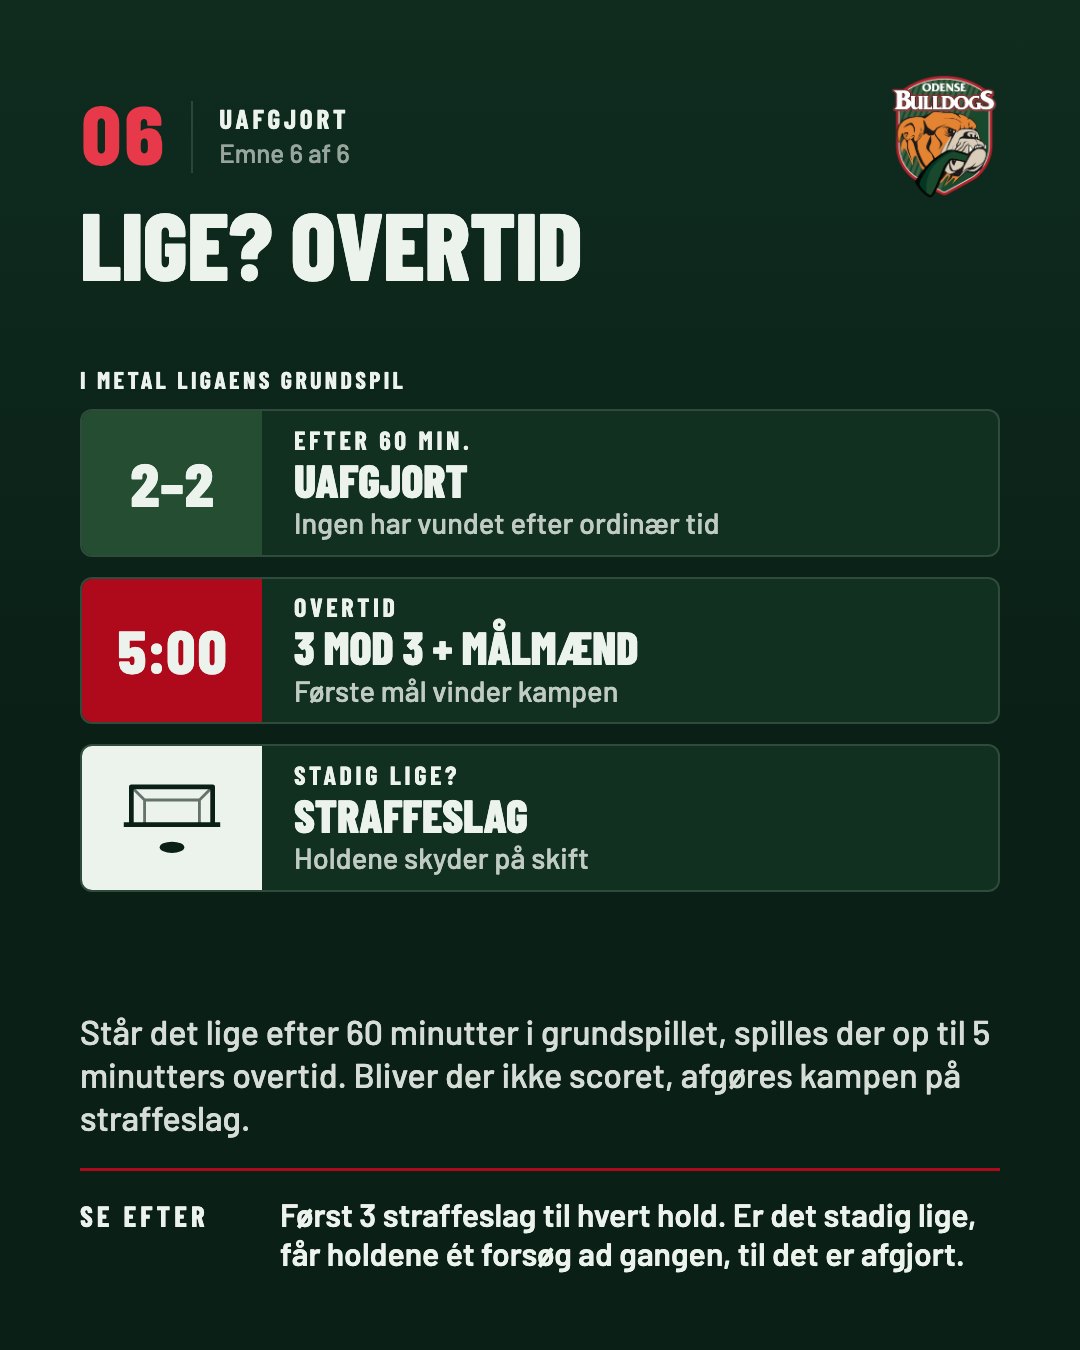 06
UAFGJORT
Emne 6 af 6
ODENSE
BULLDOGS
LIGE? OVERTID
I METAL LIGAENS GRUNDSPIL
2–2
EFTER 60 MIN.
UAFGJORT
Ingen har vundet efter ordinær tid
5:00
OVERTID
3 MOD 3 + MÅLMÆND
Første mål vinder kampen
STADIG LIGE?
STRAFFESLAG
Holdene skyder på skift
Står det lige efter 60 minutter i grundspillet, spilles der op til 5
minutters overtid. Bliver der ikke scoret, afgøres kampen på
straffeslag.
SE EFTER
Først 3 straffeslag til hvert hold. Er det stadig lige,
får holdene ét forsøg ad gangen, til det er afgjort.